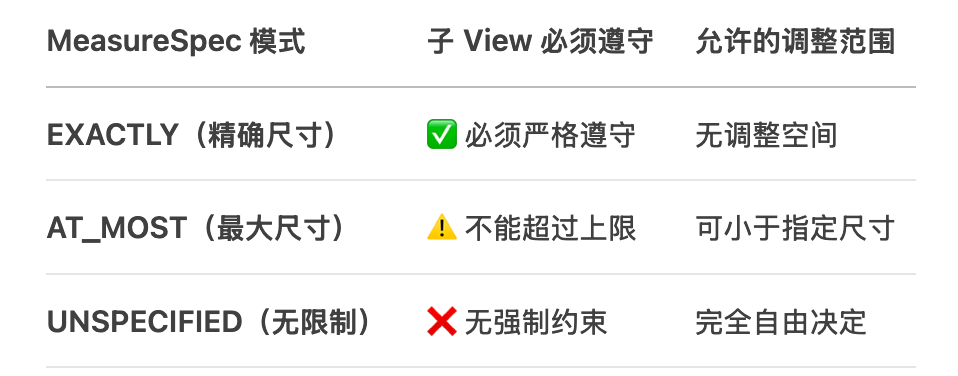 MeasureSpec 模式 子 View 必须遵守 允许的调整范围
EXACTLY（精确尺寸） ✅ 必须严格遵守 无调整空间
AT_MOST（最大尺寸） ⚠️ 不能超过上限 可小于指定尺寸
UNSPECIFIED（无限制） ❌ 无强制约束 完全自由决定